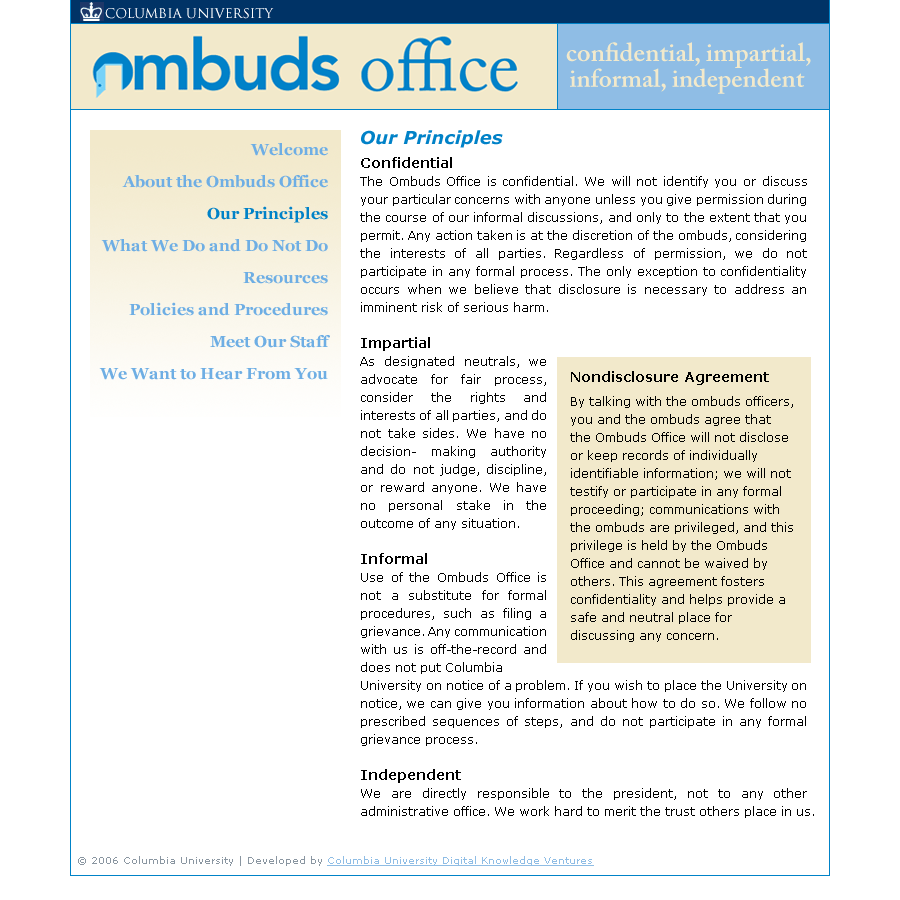 COLUMBIA UNIVERSITY
ombuds office
confidential, impartial,
informal, independent
Welcome
About the Ombuds Office
Our Principles
What We Do and Do Not Do
Resources
Policies and Procedures
Meet Our Staff
We Want to Hear From You
Our Principles
Confidential
The Ombuds Office is confidential. We will not identify you or discuss
your particular concerns with anyone unless you give permission during
the course of our informal discussions, and only to the extent that you
permit. Any action taken is at the discretion of the ombuds, considering
the interests of all parties. Regardless of permission, we do not
participate in any formal process. The only exception to confidentiality
occurs when we believe that disclosure is necessary to address an
imminent risk of serious harm.
Impartial
As designated neutrals, we
advocate for fair process,
consider the rights and
interests of all parties, and do
not take sides. We have no
decision- making authority
and do not judge, discipline,
or reward anyone. We have
no personal stake in the
outcome of any situation.
Nondisclosure Agreement
By talking with the ombuds officers,
you and the ombuds agree that
the Ombuds Office will not disclose
or keep records of individually
identifiable information; we will not
testify or participate in any formal
proceeding; communications with
the ombuds are privileged, and this
privilege is held by the Ombuds
Office and cannot be waived by
others. This agreement fosters
confidentiality and helps provide a
safe and neutral place for
discussing any concern.
Informal
Use of the Ombuds Office is
not a substitute for formal
procedures, such as filing a
grievance. Any communication
with us is off-the-record and
does not put Columbia
University on notice of a problem. If you wish to place the University on
notice, we can give you information about how to do so. We follow no
prescribed sequences of steps, and do not participate in any formal
grievance process.
Independent
We are directly responsible to the president, not to any other
administrative office. We work hard to merit the trust others place in us.
© 2006 Columbia University | Developed by Columbia University Digital Knowledge Ventures